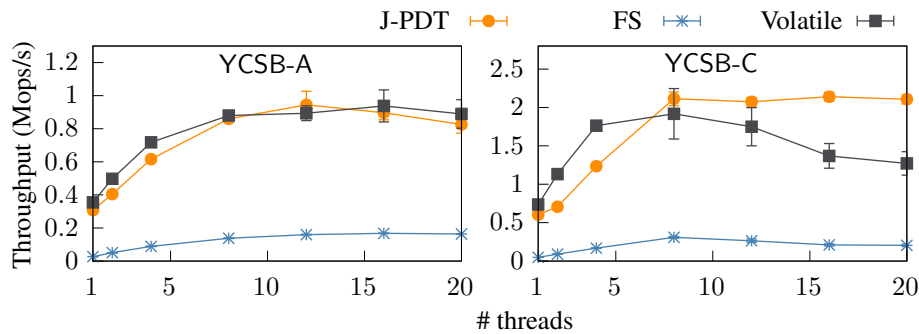 J-PDT FS Volatile
Throughput (Mops/s)
YCSB-A
0
0.2
0.4
0.6
0.8
1
1.2
1 5 10 15 20
YCSB-C
0
0.5
1
1.5
2
2.5
1 5 10 15 20
# threads